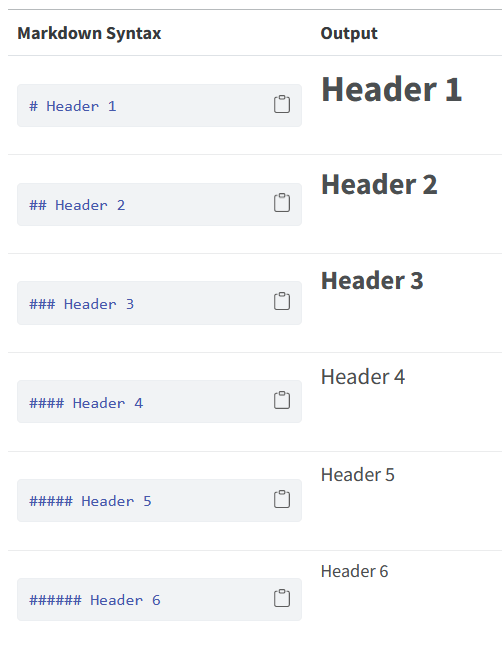 Markdown Syntax Output
# Header 1 Header 1
## Header 2 Header 2
### Header 3 Header 3
#### Header 4 Header 4
##### Header 5 Header 5
###### Header 6 Header 6